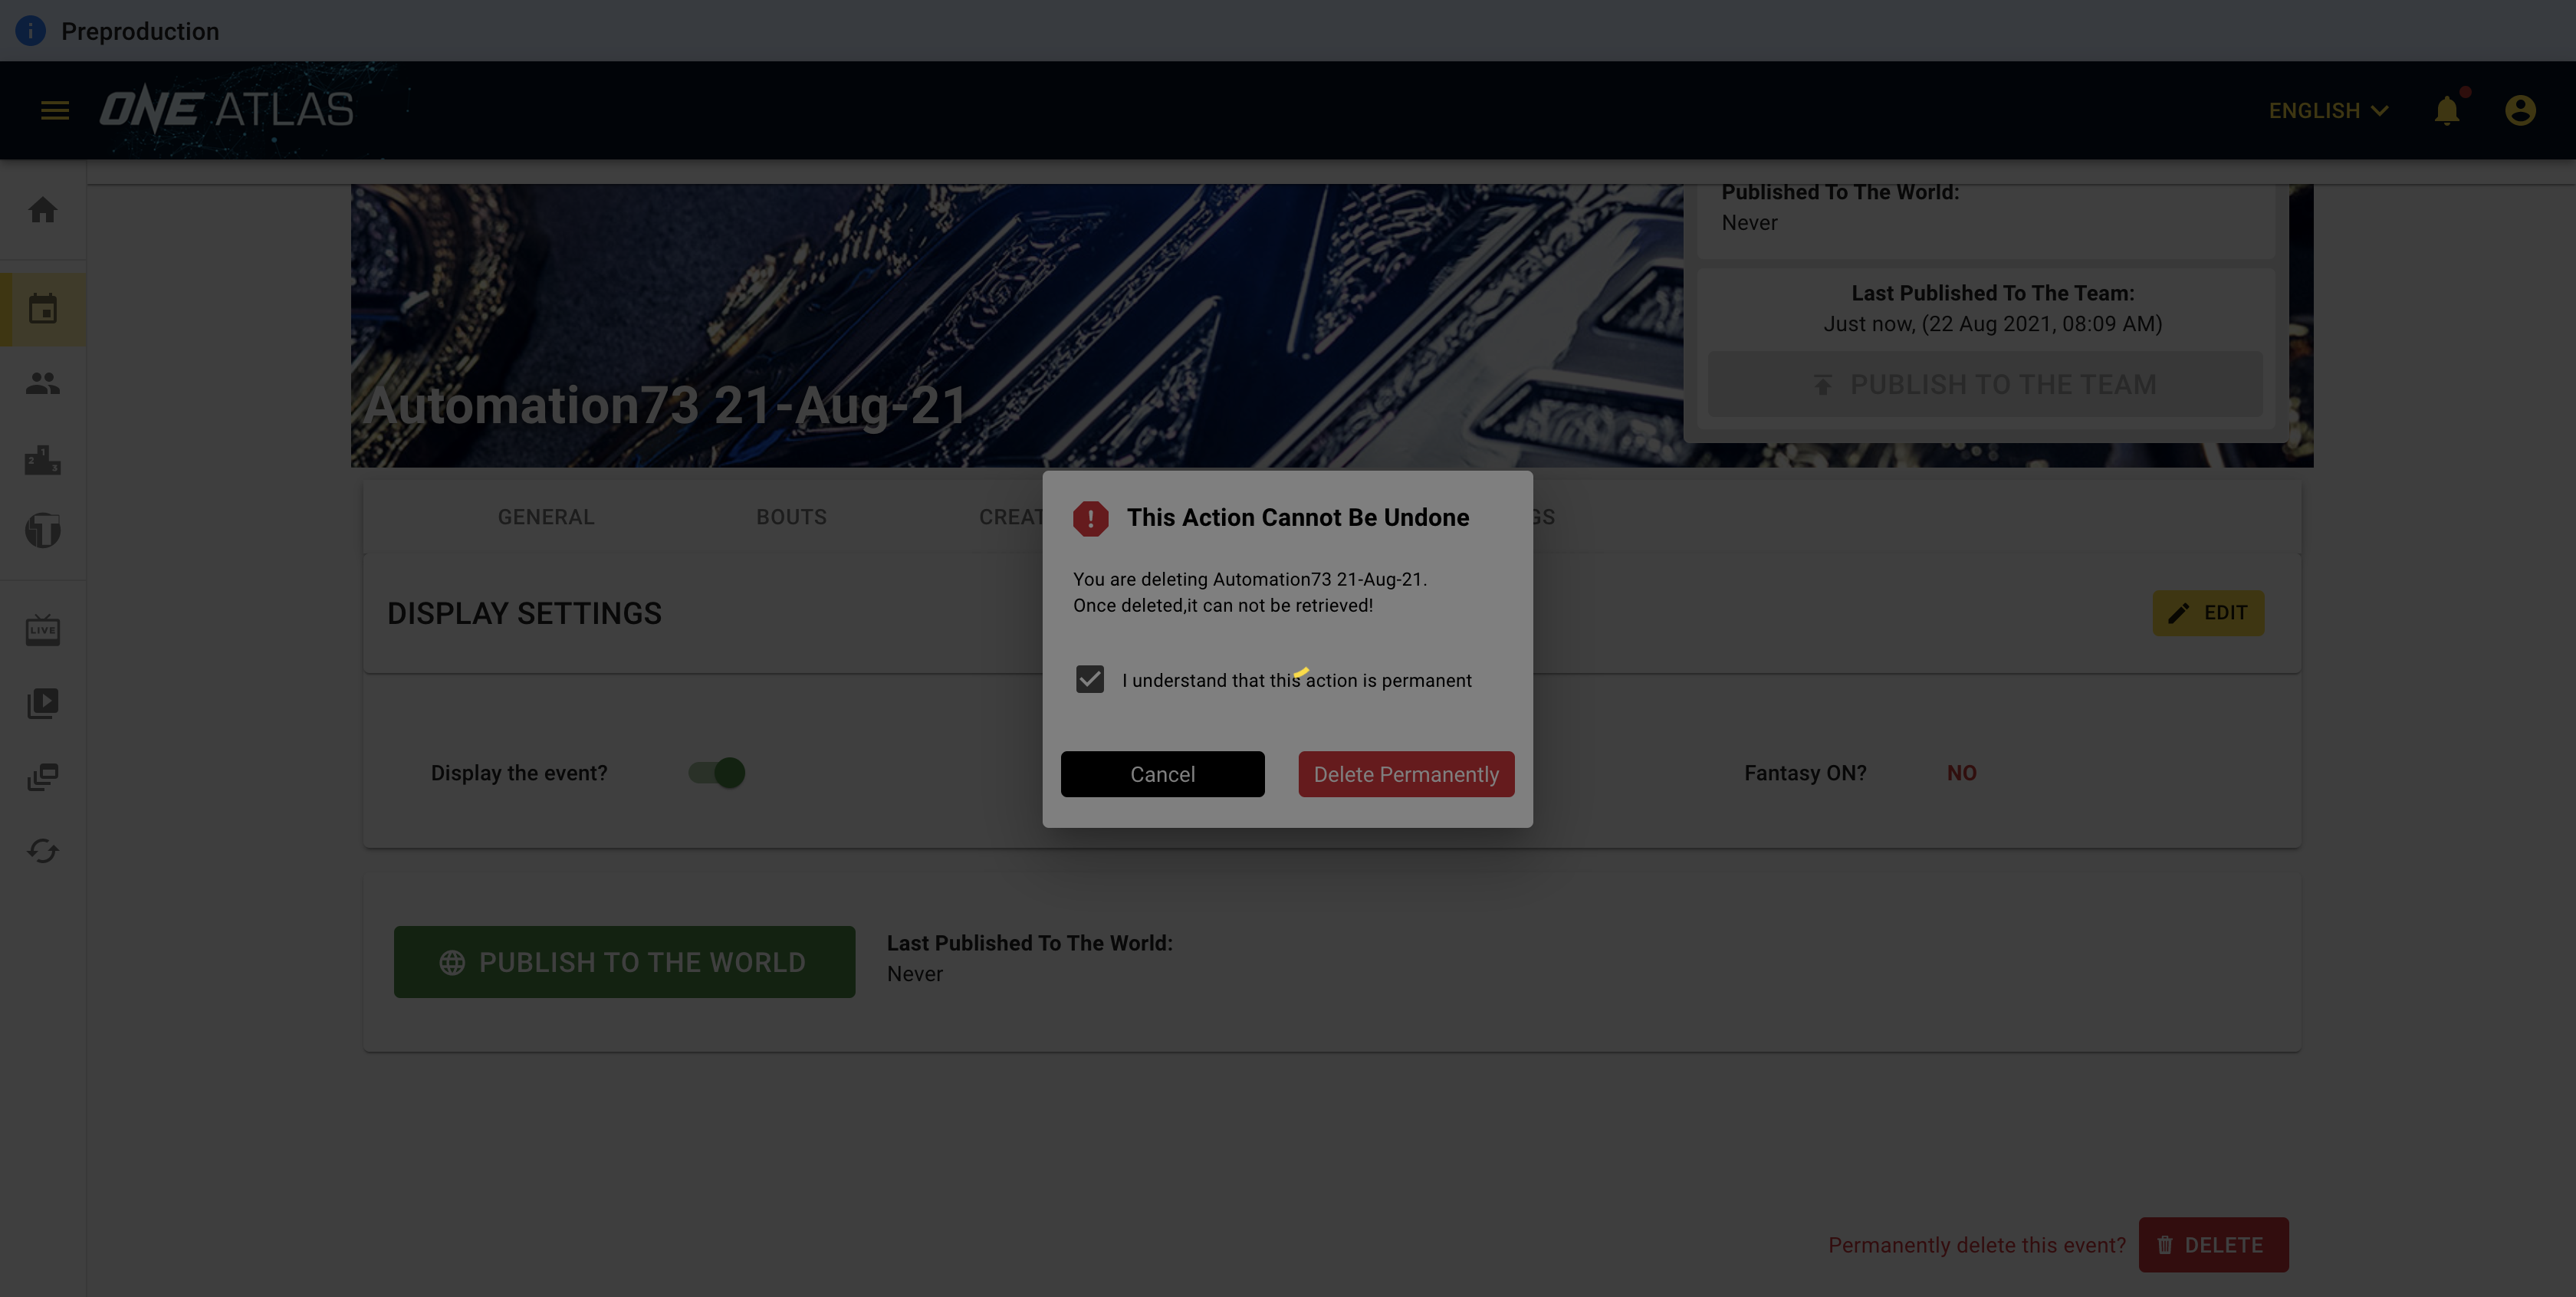 Preproduction
ONE ATLAS
ENGLISH
Published To The World:
Never
Last Published To The Team:
Just now, (22 Aug 2021, 08:09 AM)
PUBLISH TO THE TEAM
Automation73 21-Aug-21
GENERAL
BOUTS
CREAT
GS
This Action Cannot Be Undone
You are deleting Automation73 21-Aug-21.
Once deleted,it can not be retrieved!
I understand that this action is permanent
Cancel
Delete Permanently
DISPLAY SETTINGS
EDIT
Display the event?
Fantasy ON?
NO
PUBLISH TO THE WORLD
Last Published To The World:
Never
Permanently delete this event?
DELETE
1
2
3
LIVE